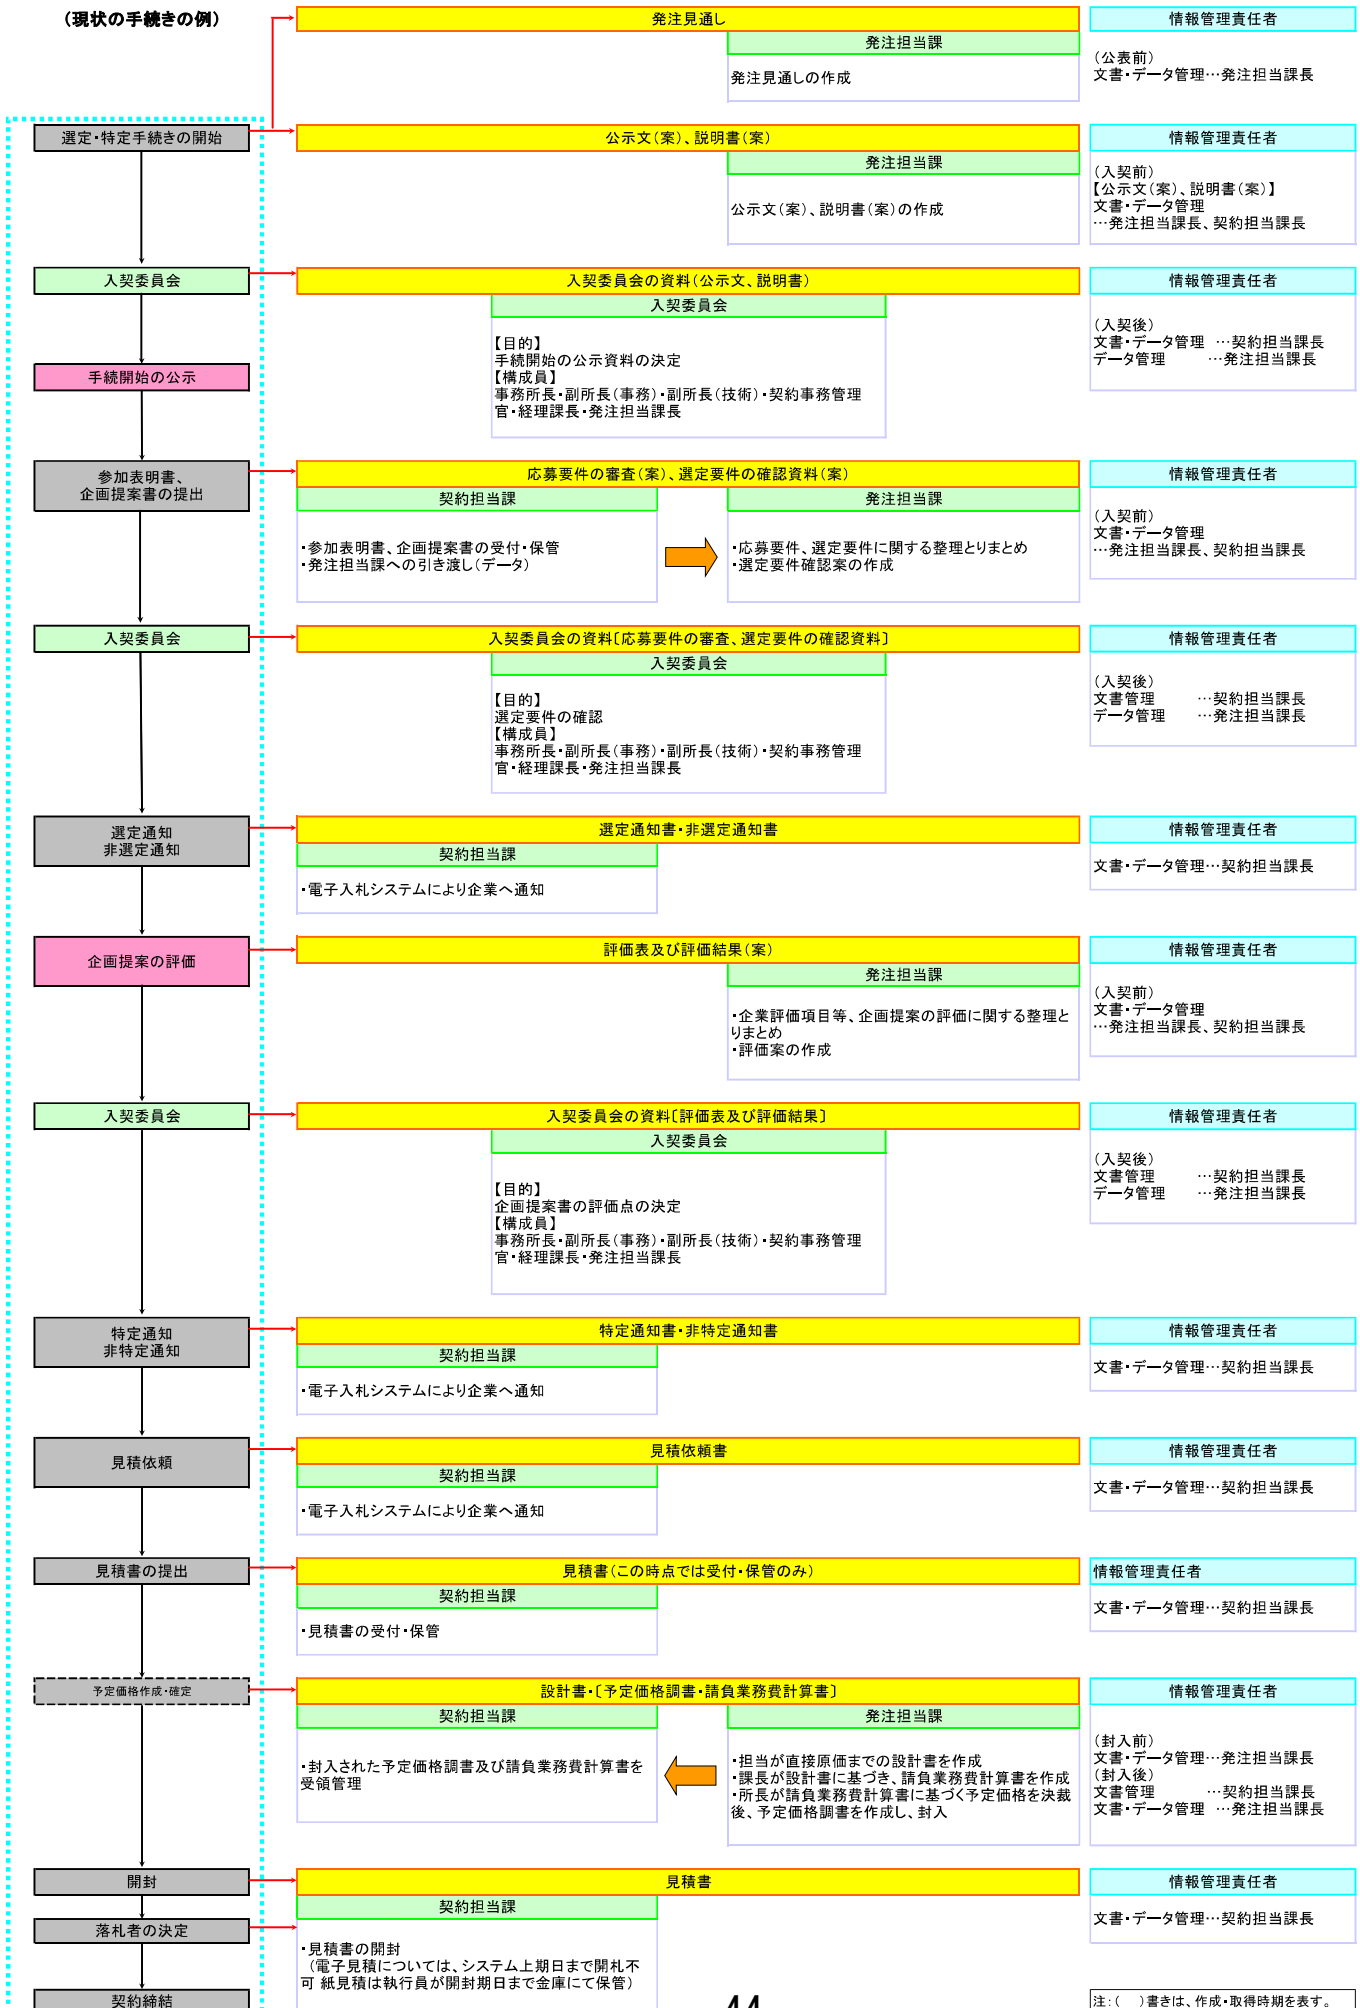 （現状の手続きの例）
発注見通し
情報管理責任者
発注担当課
発注見通しの作成
（公表前）
文書・データ管理…発注担当課長
選定・特定手続きの開始
公示文（案）、説明書（案）
情報管理責任者
発注担当課
公示文（案）、説明書（案）の作成
（入契前）
【公示文（案）、説明書（案）】
文書・データ管理
…発注担当課長、契約担当課長
入契委員会
入契委員会の資料（公示文、説明書）
情報管理責任者
入契委員会
【目的】
手続開始の公示資料の決定
【構成員】
事務所長・副所長（事務）・副所長（技術）・契約事務管理
官・経理課長・発注担当課長
（入契後）
文書・データ管理　…契約担当課長
データ管理　　　…発注担当課長
手続開始の公示
参加表明書、
企画提案書の提出
応募要件の審査（案）、選定要件の確認資料（案）
情報管理責任者
契約担当課
・参加表明書、企画提案書の受付・保管
・発注担当課への引き渡し（データ）
発注担当課
・応募要件、選定要件に関する整理とりまとめ
・選定要件確認案の作成
（入契前）
文書・データ管理
…発注担当課長、契約担当課長
入契委員会
入契委員会の資料〔応募要件の審査、選定要件の確認資料〕
情報管理責任者
入契委員会
【目的】
選定要件の確認
【構成員】
事務所長・副所長（事務）・副所長（技術）・契約事務管理
官・経理課長・発注担当課長
（入契後）
文書管理　　　…契約担当課長
データ管理　　…発注担当課長
選定通知
非選定通知
選定通知書・非選定通知書
情報管理責任者
契約担当課
・電子入札システムにより企業へ通知
文書・データ管理…契約担当課長
企画提案の評価
評価表及び評価結果（案）
情報管理責任者
発注担当課
・企業評価項目等、企画提案の評価に関する整理と
りまとめ
・評価案の作成
（入契前）
文書・データ管理
…発注担当課長、契約担当課長
入契委員会
入契委員会の資料〔評価表及び評価結果〕
情報管理責任者
入契委員会
【目的】
企画提案書の評価点の決定
【構成員】
事務所長・副所長（事務）・副所長（技術）・契約事務管理
官・経理課長・発注担当課長
（入契後）
文書管理　　　…契約担当課長
データ管理　　…発注担当課長
特定通知
非特定通知
特定通知書・非特定通知書
情報管理責任者
契約担当課
・電子入札システムにより企業へ通知
文書・データ管理…契約担当課長
見積依頼
見積依頼書
情報管理責任者
契約担当課
・電子入札システムにより企業へ通知
文書・データ管理…契約担当課長
見積書の提出
見積書（この時点では受付・保管のみ）
情報管理責任者
契約担当課
・見積書の受付・保管
文書・データ管理…契約担当課長
予定価格作成・確定
設計書・〔予定価格調書・請負業務費計算書〕
情報管理責任者
契約担当課
・封入された予定価格調書及び請負業務費計算書を
受領管理
発注担当課
・担当が直接原価までの設計書を作成
・課長が設計書に基づき、請負業務費計算書を作成
・所長が請負業務費計算書に基づく予定価格を決裁
後、予定価格調書を作成し、封入
（封入前）
文書・データ管理…発注担当課長
（封入後）
文書管理　　　…契約担当課長
文書・データ管理　…発注担当課長
開封
見積書
情報管理責任者
契約担当課
文書・データ管理…契約担当課長
落札者の決定
・見積書の開封
（電子見積については、システム上期日まで開札不
可 紙見積は執行員が開封期日まで金庫にて保管）
契約締結
44
注：（　）書きは、作成・取得時期を表す。